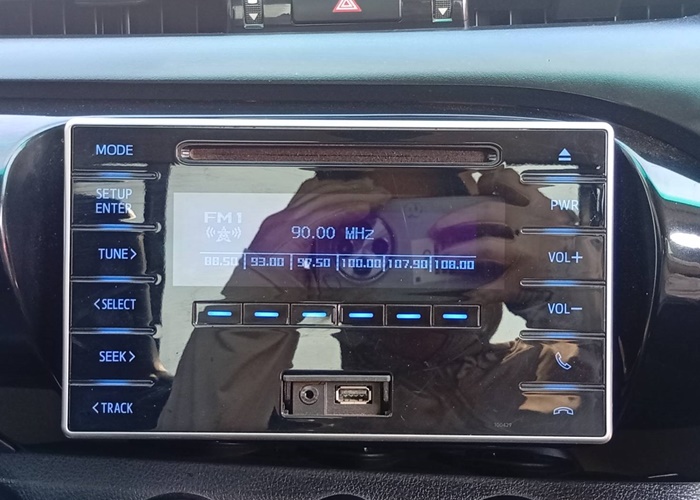 MODE
SETUP
ENTER
TUNE>
<SELECT
SEEK>
<TRACK
FM1
90.00 MHz
88.50 93.00 97.50 100.00 107.90 108.00
PWR
VOL+
VOL-